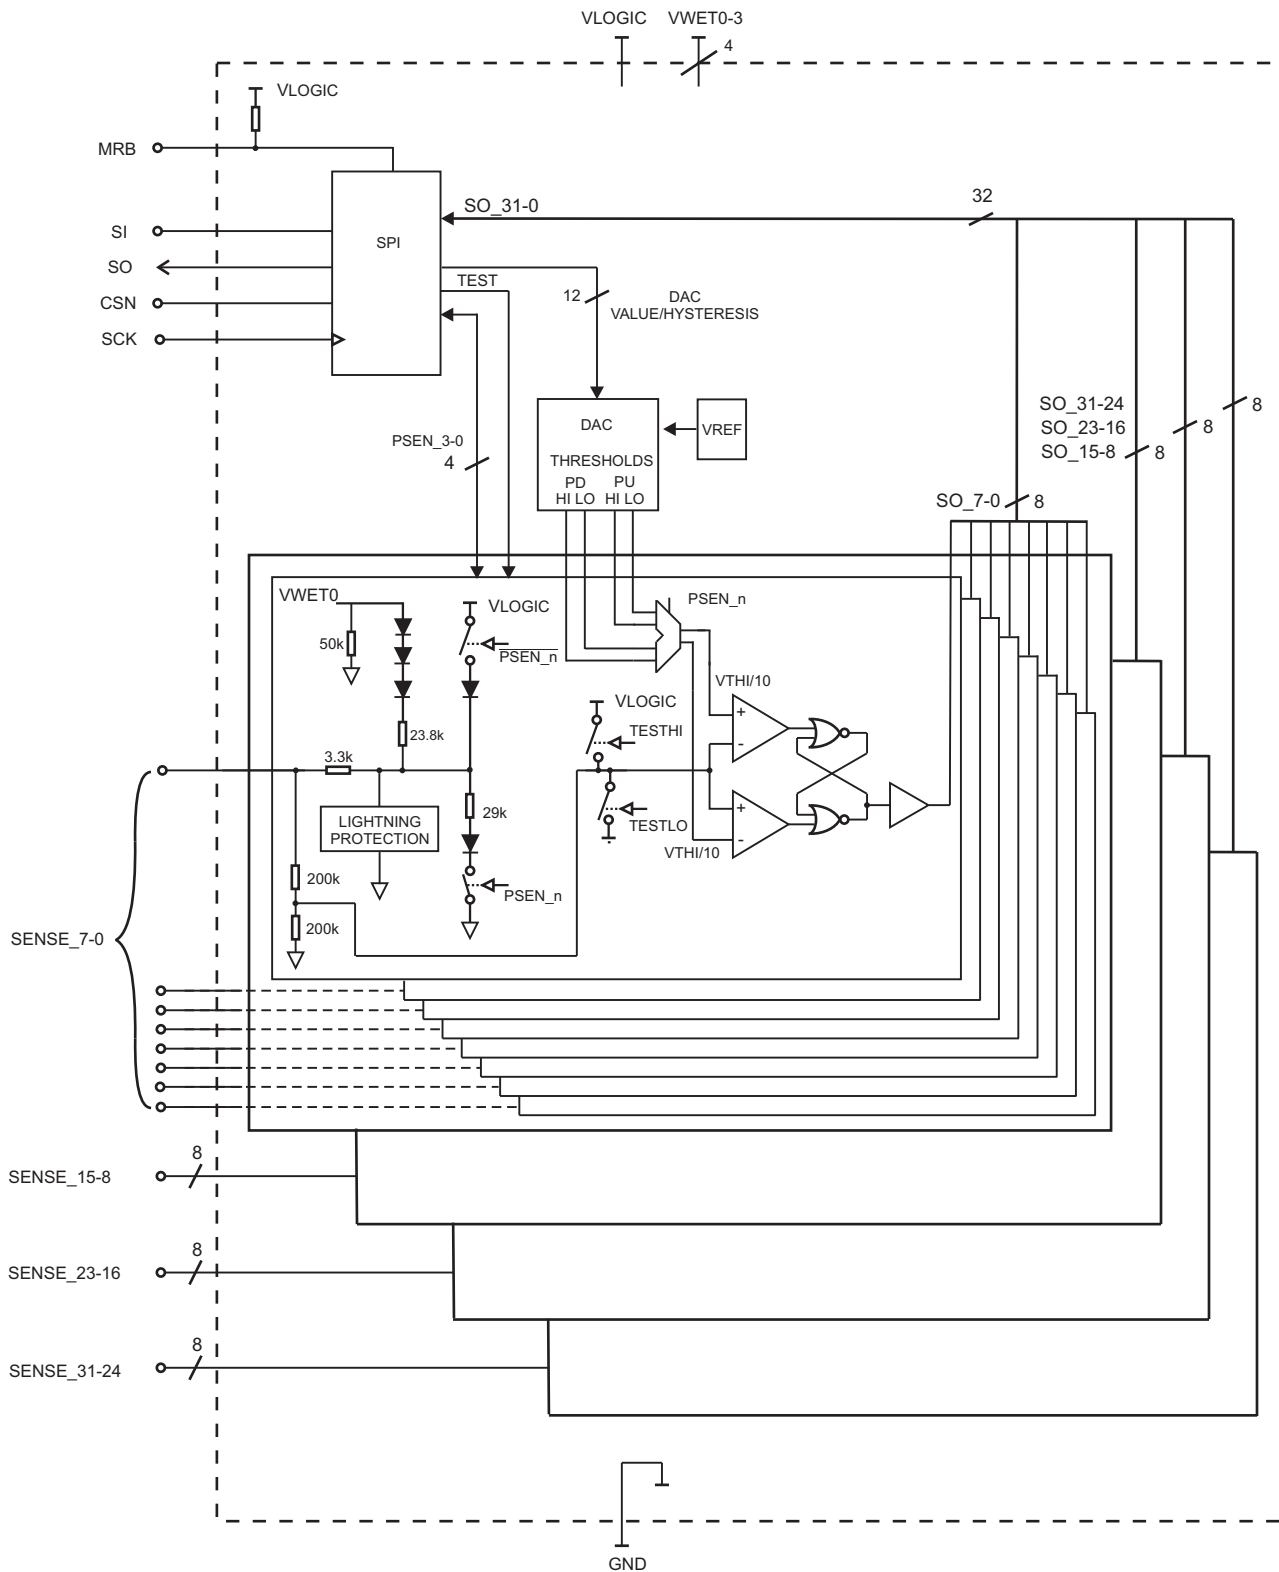 VLOGIC VWET0-3
4
VLOGIC
MRB
SO_31-0
32
SI
SPI
SO
TEST
12
DAC
VALUE/HYSTERESIS
CSN
SCK
SO_31-24
8
SO_23-16
8
SO_15-8
8
DAC
VREF
PSEN_3-0
4
THRESHOLDS
PD PU
HI LO HI LO
SO_7-0
8
VWET0
VLOGIC
PSEN_n
50k
PSEN_n
VTHI/10
VLOGIC
+
23.8k
TESTHI
-
3.3k
+
LIGHTNING
PROTECTION
29k
TESTLO
-
VTHI/10
200k
PSEN_n
200k
SENSE_7-0
8
SENSE_15-8
8
SENSE_23-16
8
SENSE_31-24
GND